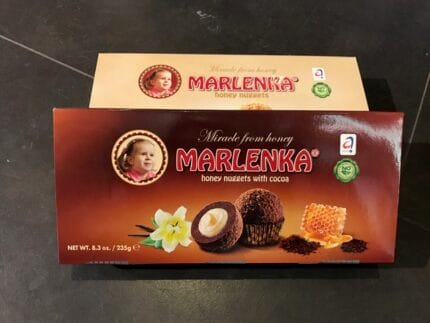 Miracle from honey
MARLENKA®
honey nuggets
Miracle from honey
MARLENKA®
honey nuggets with cocoa
NO
NET WT. 8.3 oz. / 235g ℮